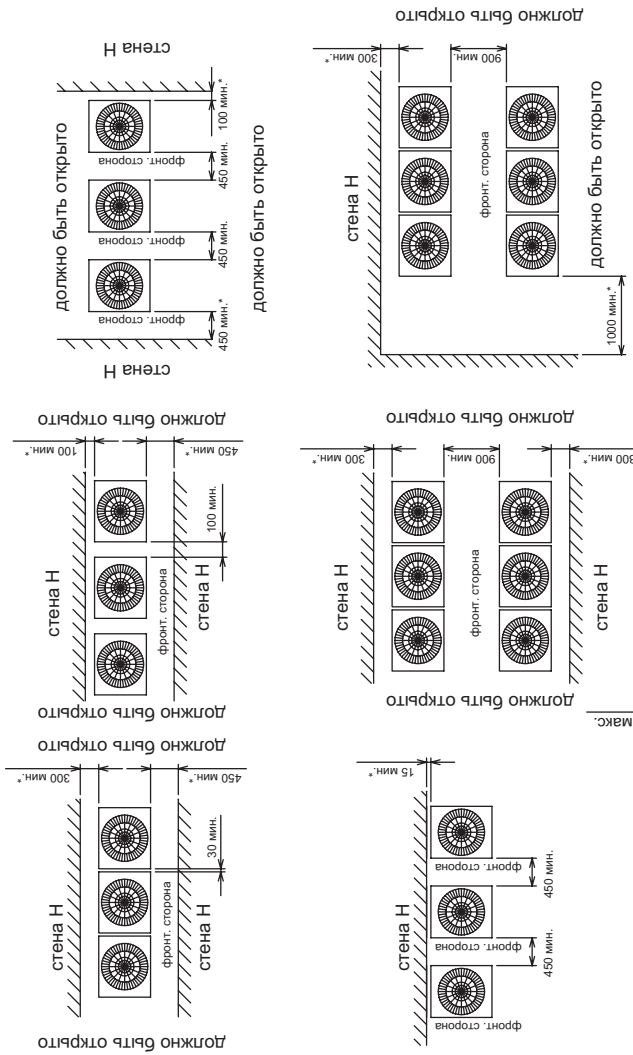 стена Н
должно быть открыто
100 мин.*
фронт. сторона
450 мин.
фронт. сторона
450 мин.
фронт. сторона
450 мин.*
должно быть открыто
стена Н
должно быть открыто
300 мин.*
900 мин.
стена Н
фронт. сторона
должно быть открыто
1000 мин.*
должно быть открыто
100 мин.*
450 мин.*
стена Н
100 мин.
фронт. сторона
стена Н
должно быть открыто
должно быть открыто
300 мин.*
900 мин.
300 мин.*
стена Н
фронт. сторона
стена Н
должно быть открыто
макс.
должно быть открыто
300 мин.*
450 мин.*
стена Н
30 мин.
фронт. сторона
стена Н
должно быть открыто
15 мин.*
стена Н
фронт. сторона
450 мин.
фронт. сторона
450 мин.
фронт. сторона